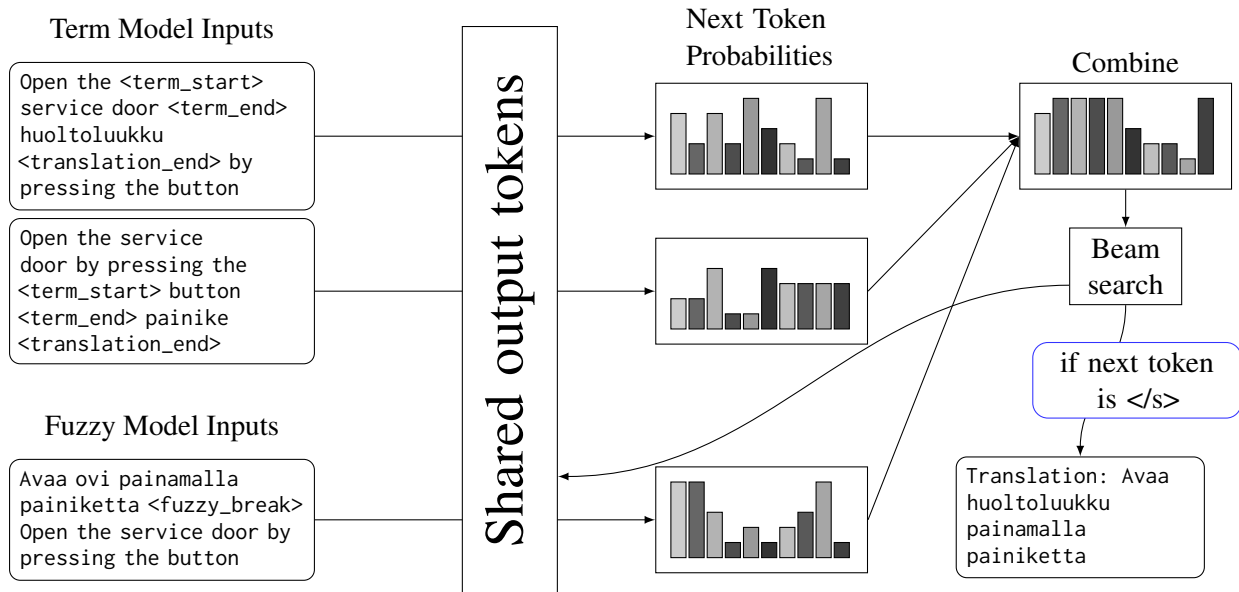 Term Model Inputs
Open the <term_start>
service door <term_end>
huoltoluukku
<translation_end> by
pressing the button
Open the service
door by pressing the
<term_start> button
<term_end> painike
<translation_end>
Fuzzy Model Inputs
Avaa ovi painamalla
painiketta <fuzzy_break>
Open the service door by
pressing the button
Shared output tokens
Next Token
Probabilities
Combine
Beam
search
if next token
is </s>
Translation: Avaa
huoltoluukku
painamalla
painiketta